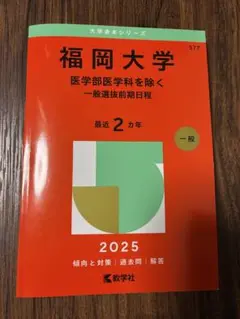 大学赤本シリーズ
577
福岡大学
医学部医学科を除く
一般選抜前期日程
最近2カ年
一般
2025
傾向と対策|過去問|解答
教学社